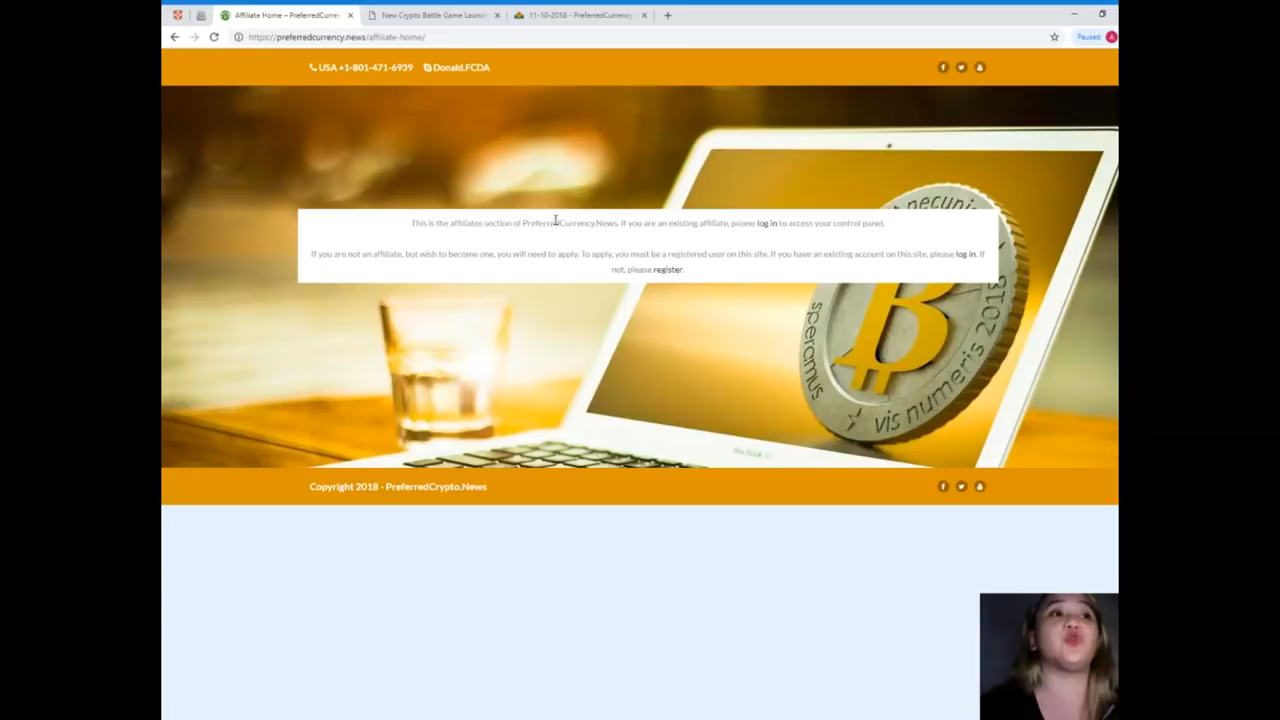 Affiliate Home – PreferredCurre
New Crypto Battle Game Launch
11-10-2018 - PreferredCurrency
https://preferredcurrency.news/affiliate-home/
Paused
A
USA +1-801-471-6939 Donald.FCDA
This is the affiliates section of PreferredCurrency.News. If you are an existing affiliate, please log in to access your control panel.
If you are not an affiliate, but wish to become one, you will need to apply. To apply, you must be a registered user on this site. If you have an existing account on this site, please log in. If
not, please register.
necunis
B
speramus
vis numeris 2018
Copyright 2018 - PreferredCrypto.News